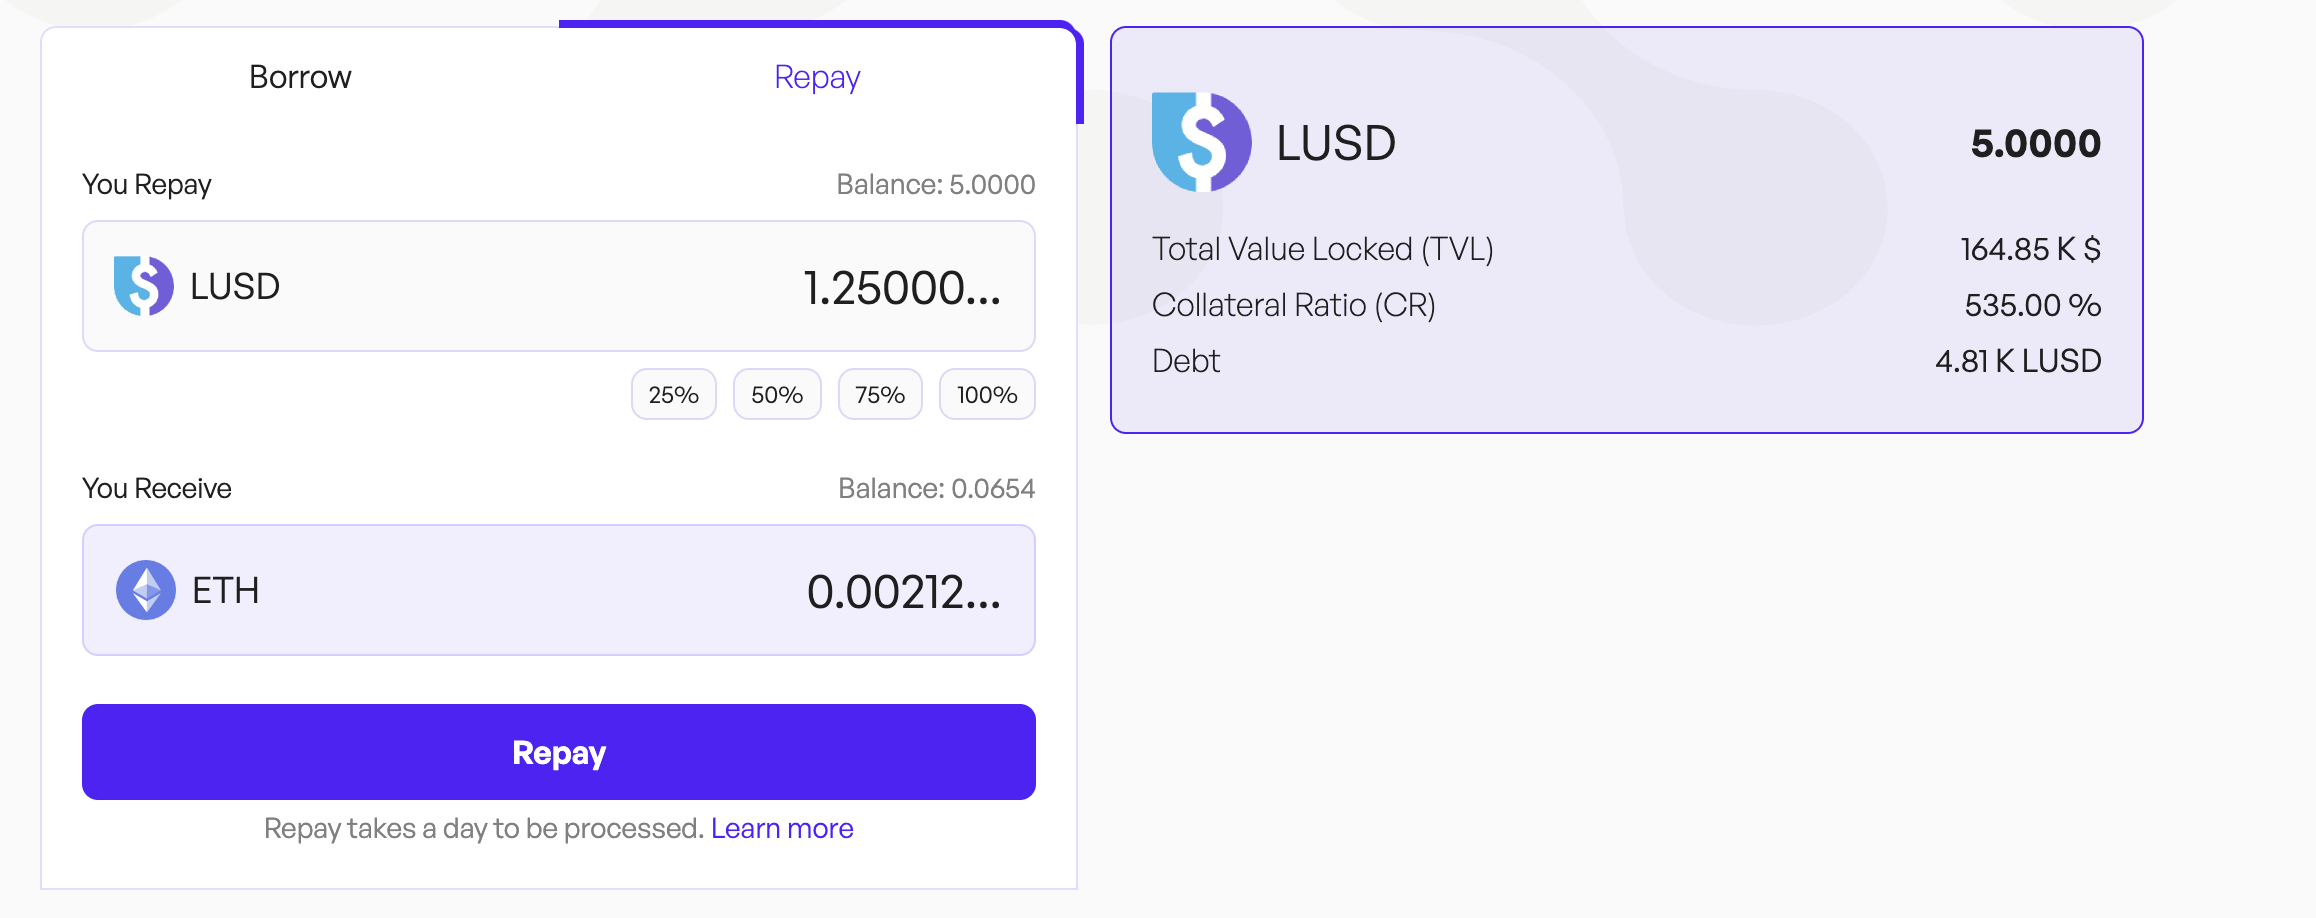 Borrow
Repay
You Repay
Balance: 5.0000
LUSD
1.25000...
25%
50%
75%
100%
You Receive
Balance: 0.0654
ETH
0.00212...
Repay
Repay takes a day to be processed. Learn more
LUSD
5.0000
Total Value Locked (TVL)
164.85 K $
Collateral Ratio (CR)
535.00 %
Debt
4.81 K LUSD